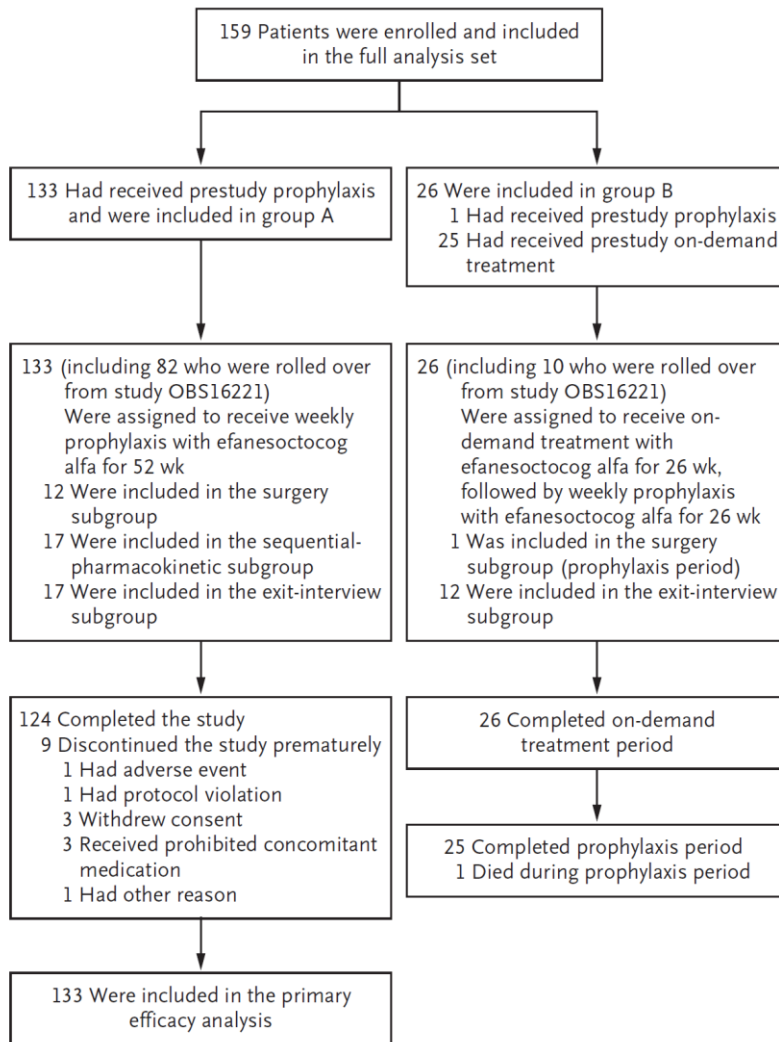 159 Patients were enrolled and included
in the full analysis set
133 Had received prestudy prophylaxis
and were included in group A
26 Were included in group B
1 Had received prestudy prophylaxis
25 Had received prestudy on-demand
treatment
133 (including 82 who were rolled over
from study OBS16221)
Were assigned to receive weekly
prophylaxis with efanesoctocog
alfa for 52 wk
12 Were included in the surgery
subgroup
17 Were included in the sequential-
pharmacokinetic subgroup
17 Were included in the exit-interview
subgroup
26 (including 10 who were rolled over
from study OBS16221)
Were assigned to receive on-
demand treatment with
efanesoctocog alfa for 26 wk,
followed by weekly prophylaxis
with efanesoctocog alfa for 26 wk
1 Was included in the surgery
subgroup (prophylaxis period)
12 Were included in the exit-interview
subgroup
124 Completed the study
9 Discontinued the study prematurely
1 Had adverse event
1 Had protocol violation
3 Withdrew consent
3 Received prohibited concomitant
medication
1 Had other reason
26 Completed on-demand
treatment period
25 Completed prophylaxis period
1 Died during prophylaxis period
133 Were included in the primary
efficacy analysis